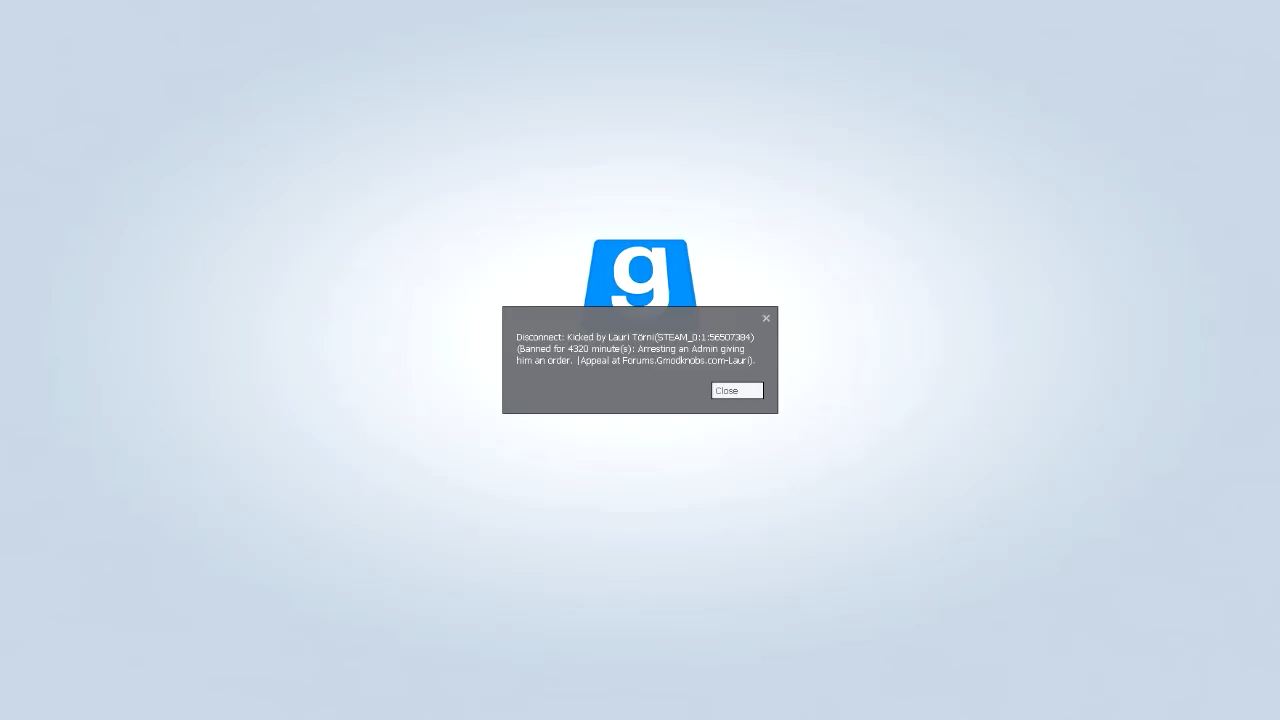 g
Disconnect: Kicked by Lauri Törni(STEAM_0:1:56507384)
(Banned for 4320 minute(s): Arresting an Admin giving
him an order. |Appeal at Forums.Gmodknobs.com-Lauri).
Close